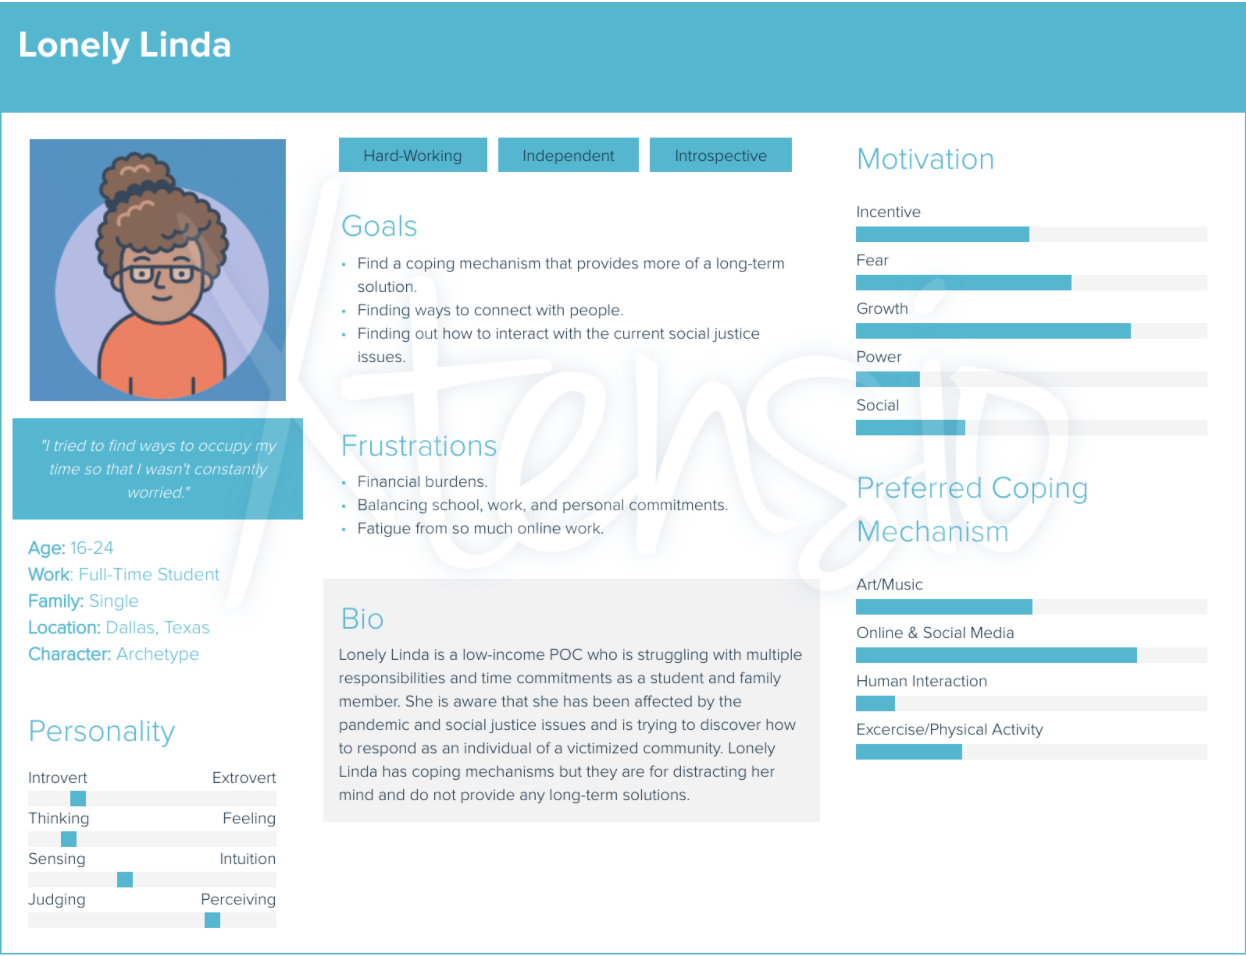 Lonely Linda
"I tried to find ways to occupy my
time so that I wasn't constantly
worried."
Age: 16-24
Work: Full-Time Student
Family: Single
Location: Dallas, Texas
Character: Archetype
Personality
Introvert Extrovert
Thinking Feeling
Sensing Intuition
Judging Perceiving
Hard-Working Independent Introspective
Goals
• Find a coping mechanism that provides more of a long-term
solution.
• Finding ways to connect with people.
• Finding out how to interact with the current social justice
issues.
Frustrations
• Financial burdens.
• Balancing school, work, and personal commitments.
• Fatigue from so much online work.
Bio
Lonely Linda is a low-income POC who is struggling with multiple
responsibilities and time commitments as a student and family
member. She is aware that she has been affected by the
pandemic and social justice issues and is trying to discover how
to respond as an individual of a victimized community. Lonely
Linda has coping mechanisms but they are for distracting her
mind and do not provide any long-term solutions.
Motivation
Incentive
Fear
Growth
Power
Social
Preferred Coping
Mechanism
Art/Music
Online & Social Media
Human Interaction
Excercise/Physical Activity
Xtensio